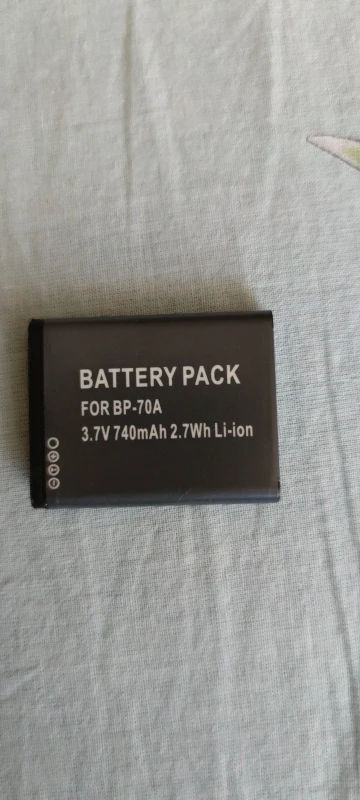 BATTERY PACK
FOR BP-70A
3.7V 740mAh 2.7Wh Li-ion